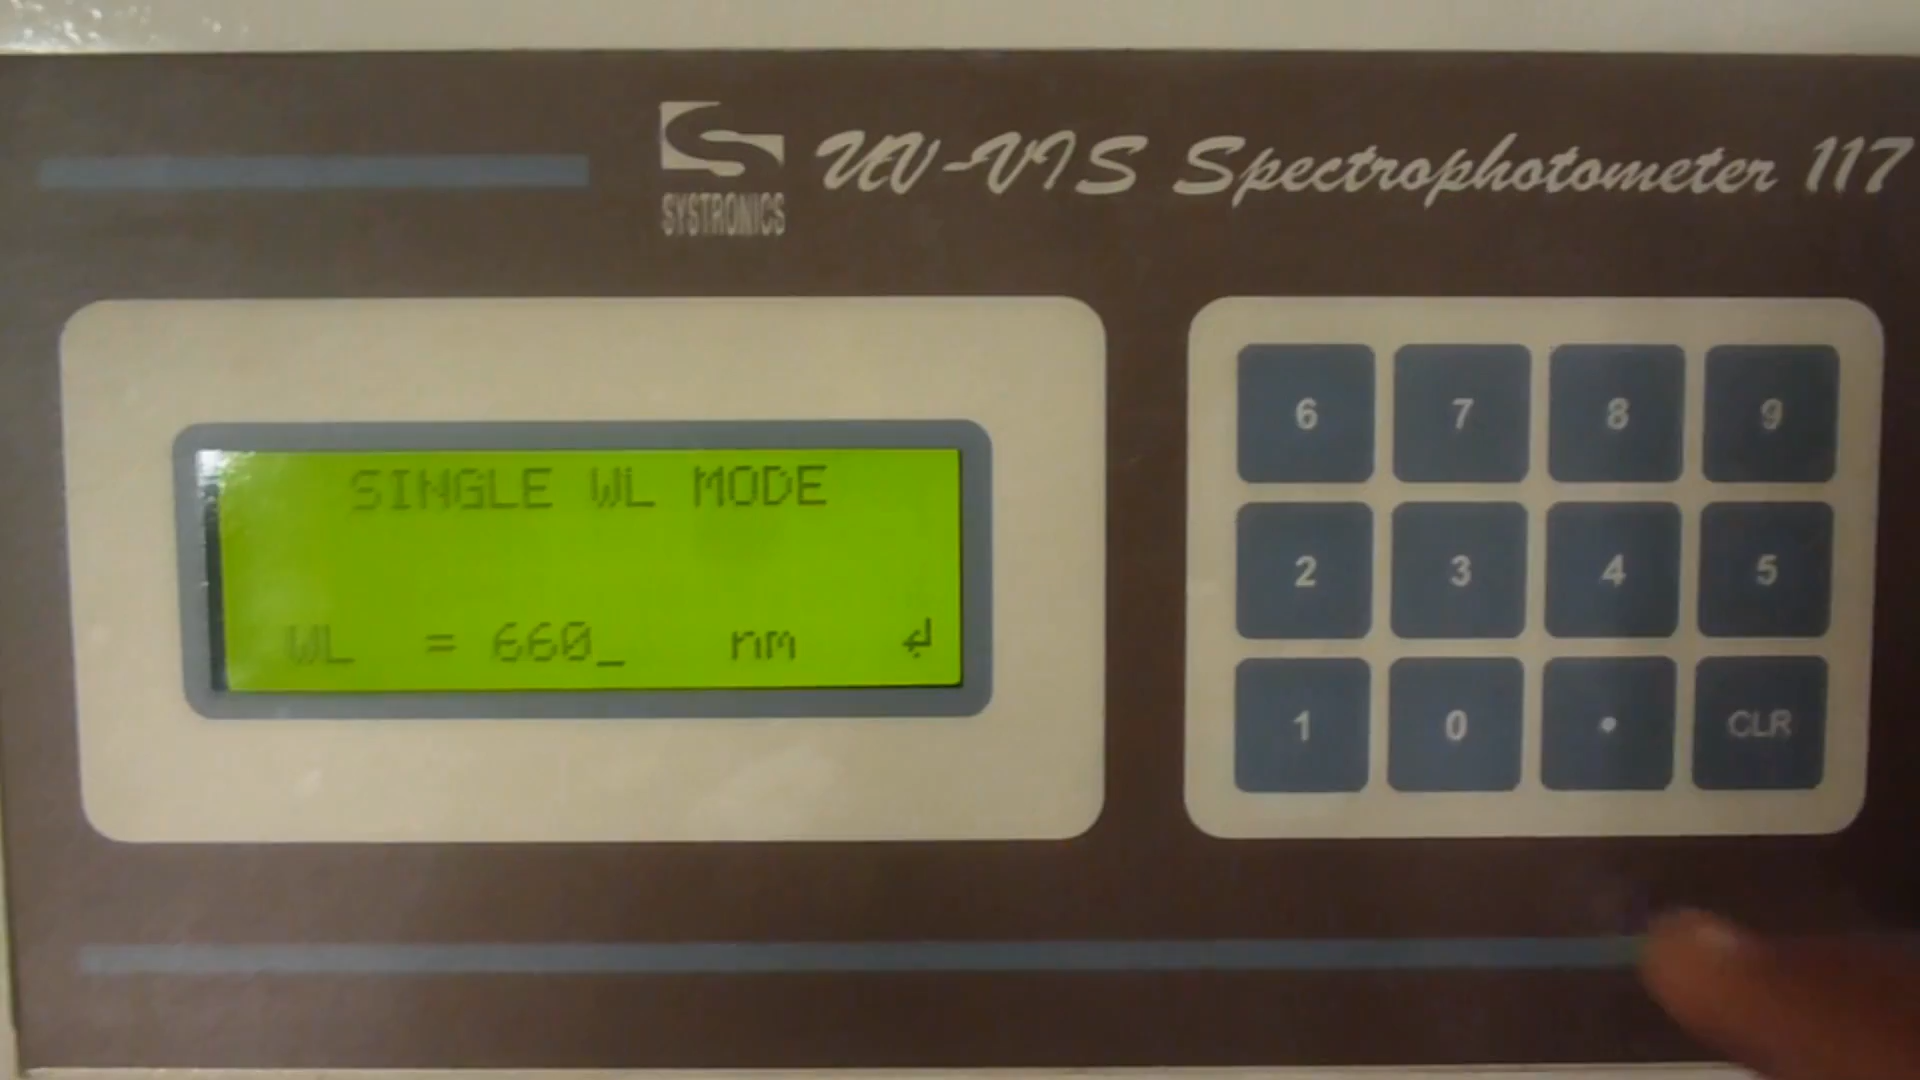 SYSTRONICS
UV-VIS Spectrophotometer 117
SINGLE WL MODE
WL = 660_ nm ↵
6 7 8 9
2 3 4 5
1 0 • CLR